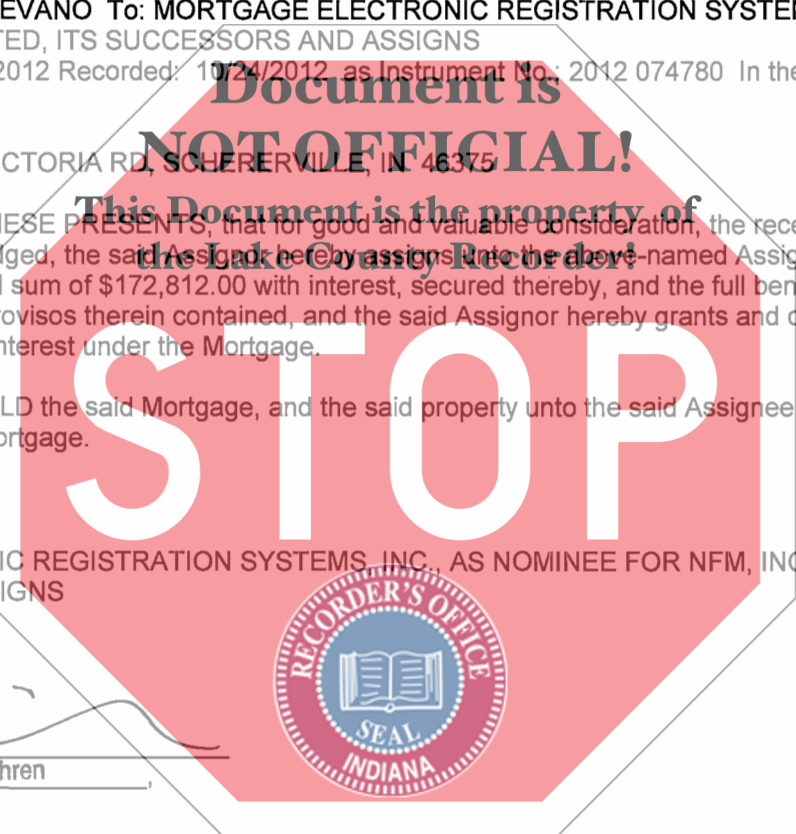 EVANO To: MORTGAGE ELECTRONIC REGISTRATION SYSTEM
TED, ITS SUCCESSORS AND ASSIGNS
2012 Recorded: 10/24/2012 as Instrument No.: 2012 074780 In the
Document is
NOT OFFICIAL!
CTORIA RD, SCHERERVILLE, IN 46375
This Document is the property of
the Lake County Recorder!
ESE PRESENTS, that for good and valuable consideration, the rece
lged, the said Assignor hereby assigns unto the above-named Assig
l sum of $172,812.00 with interest, secured thereby, and the full ben
ovisos therein contained, and the said Assignor hereby grants and c
nterest under the Mortgage.
STOP
LD the said Mortgage, and the said property unto the said Assignee
ortgage.
IC REGISTRATION SYSTEMS, INC., AS NOMINEE FOR NFM, INC
IGNS
RECORDER'S OFFICE
SEAL
INDIANA
hren